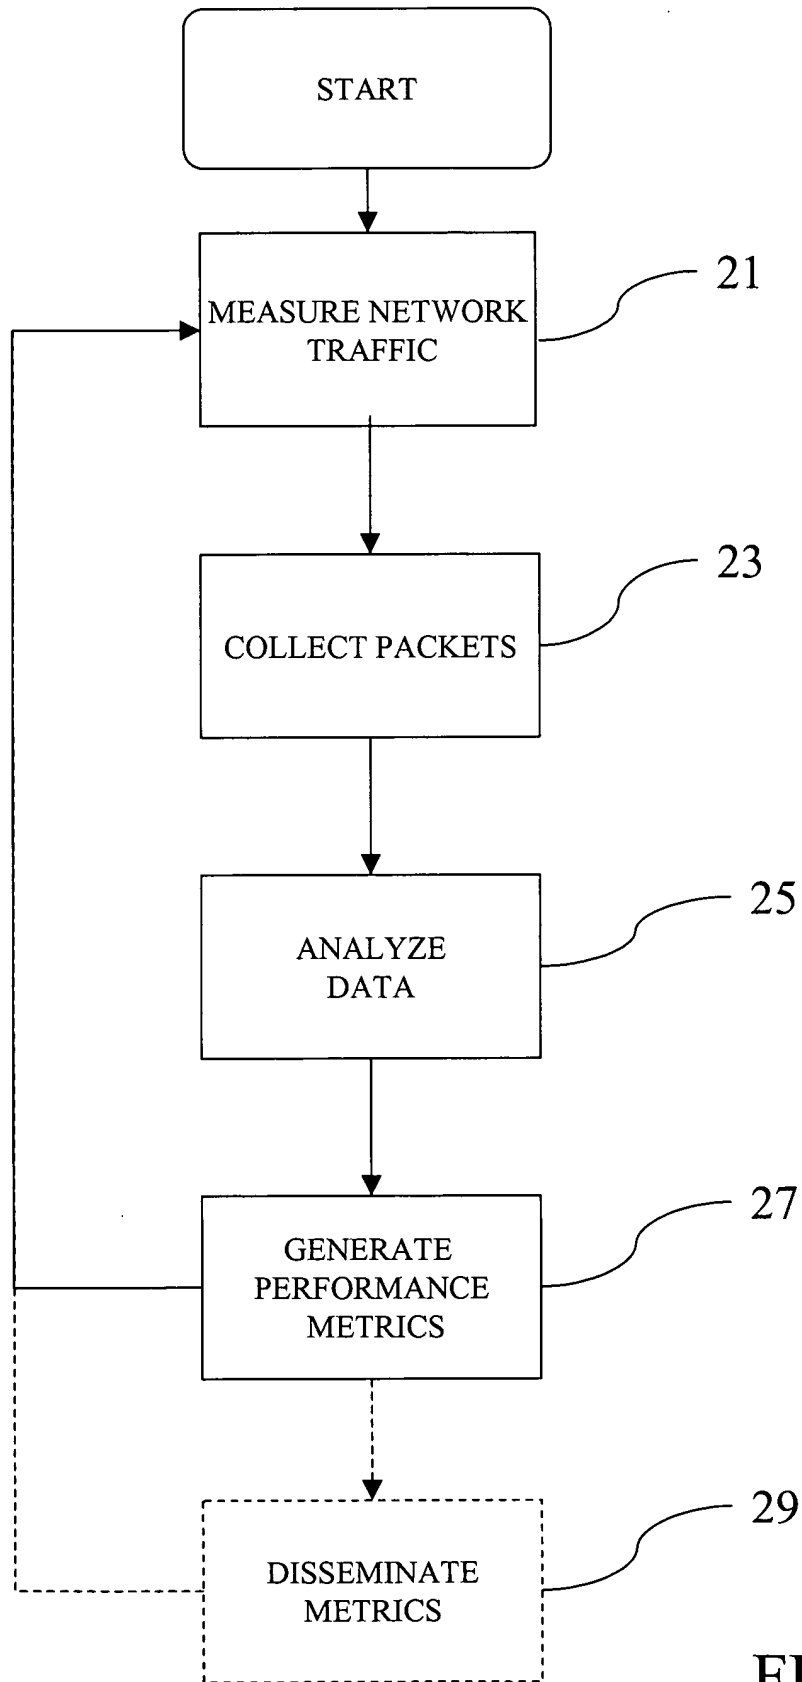 START
MEASURE NETWORK
TRAFFIC
21
COLLECT PACKETS
23
ANALYZE
DATA
25
GENERATE
PERFORMANCE
METRICS
27
DISSEMINATE
METRICS
29